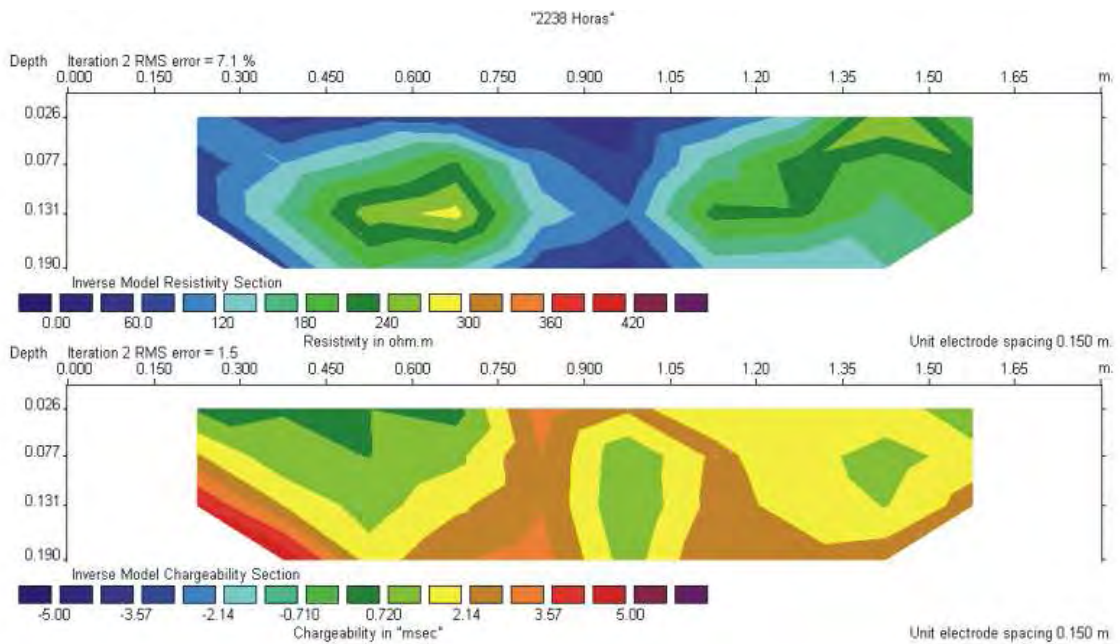 "2238 Horas"
Depth Iteration 2 RMS error = 7.1 %
0.000 0.150 0.300 0.450 0.600 0.750 0.900 1.05 1.20 1.35 1.50 1.65 m.
0.026
0.077
0.131
0.190
Inverse Model Resistivity Section
0.00 60.0 120 180 240 300 360 420
Resistivity in ohm.m
Unit electrode spacing 0.150 m.
Depth Iteration 2 RMS error = 1.5
0.000 0.150 0.300 0.450 0.600 0.750 0.900 1.05 1.20 1.35 1.50 1.65 m.
0.026
0.077
0.131
0.190
Inverse Model Chargeability Section
-5.00 -3.57 -2.14 -0.710 0.720 2.14 3.57 5.00
Chargeability in "msec"
Unit electrode spacing 0.150 m.